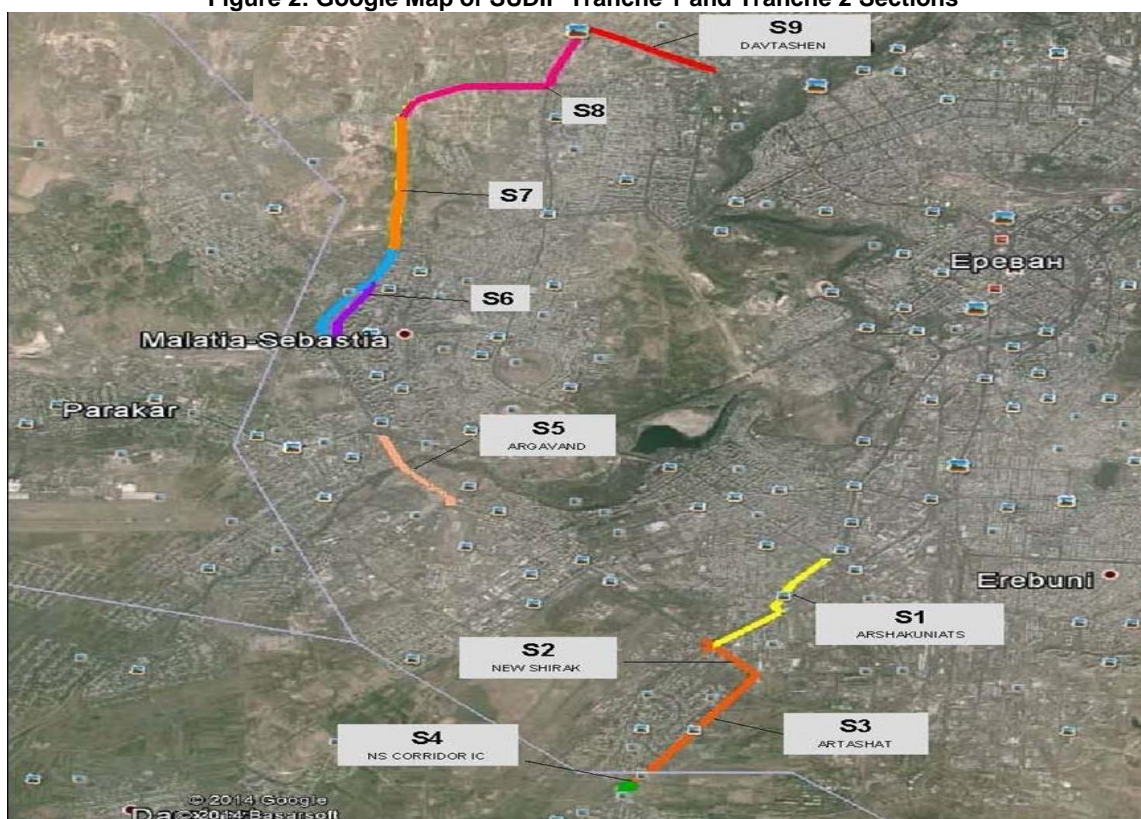 Figure 2: Google Map of SUDIP Tranche 1 and Tranche 2 Sections
S9
DAVTASHEN
S8
S7
Ереван
S6
Malatia-Sebastia
Parakar
S5
ARGAVAND
Erebuni
S1
ARSHAKUNIATS
S2
NEW SHIRAK
S3
ARTASHAT
S4
NS CORRIDOR IC
© 2014 Google
Basarsoft